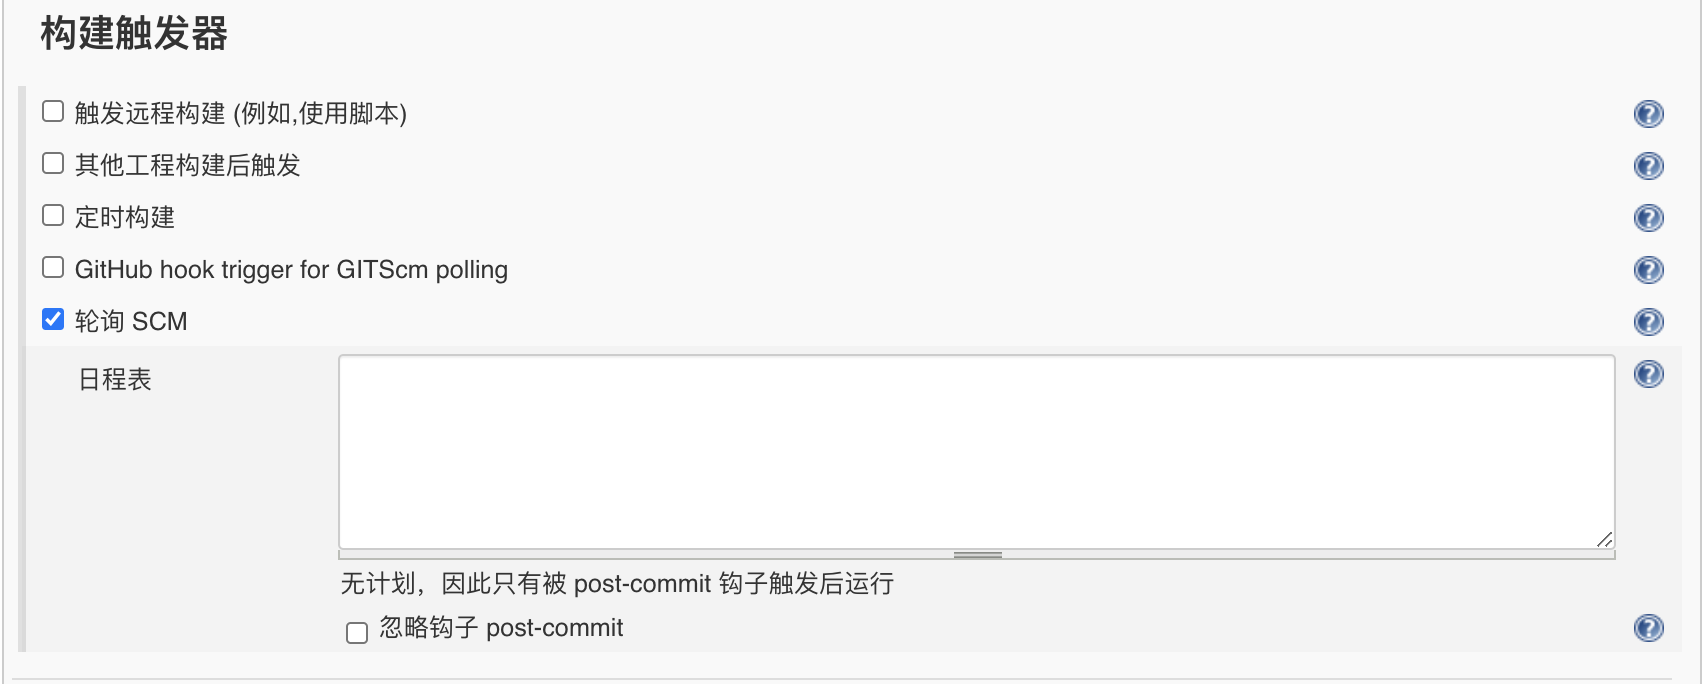 构建触发器
触发远程构建 (例如,使用脚本)
其他工程构建后触发
定时构建
GitHub hook trigger for GITScm polling
轮询 SCM
日程表
无计划，因此只有被 post-commit 钩子触发后运行
忽略钩子 post-commit